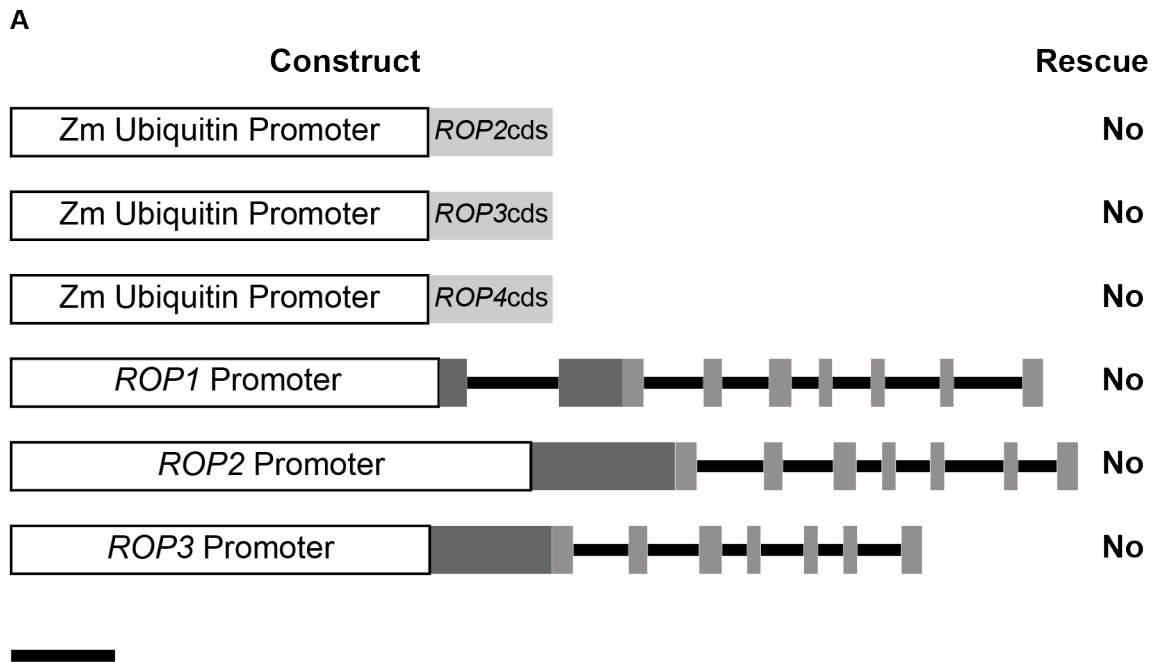 A
Construct Rescue
Zm Ubiquitin Promoter ROP2cds No
Zm Ubiquitin Promoter ROP3cds No
Zm Ubiquitin Promoter ROP4cds No
ROP1 Promoter No
ROP2 Promoter No
ROP3 Promoter No